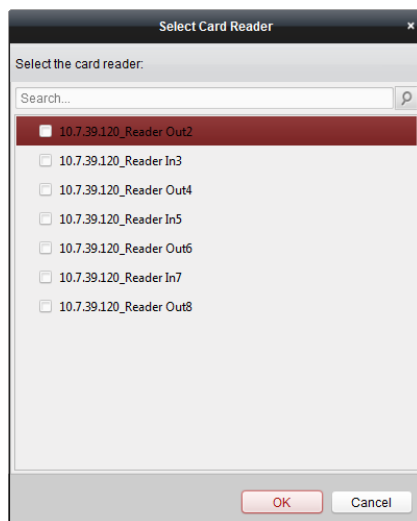 Select Card Reader ×
Select the card reader:
Search...
10.7.39.120_Reader Out2
10.7.39.120_Reader In3
10.7.39.120_Reader Out4
10.7.39.120_Reader In5
10.7.39.120_Reader Out6
10.7.39.120_Reader In7
10.7.39.120_Reader Out8
OK Cancel